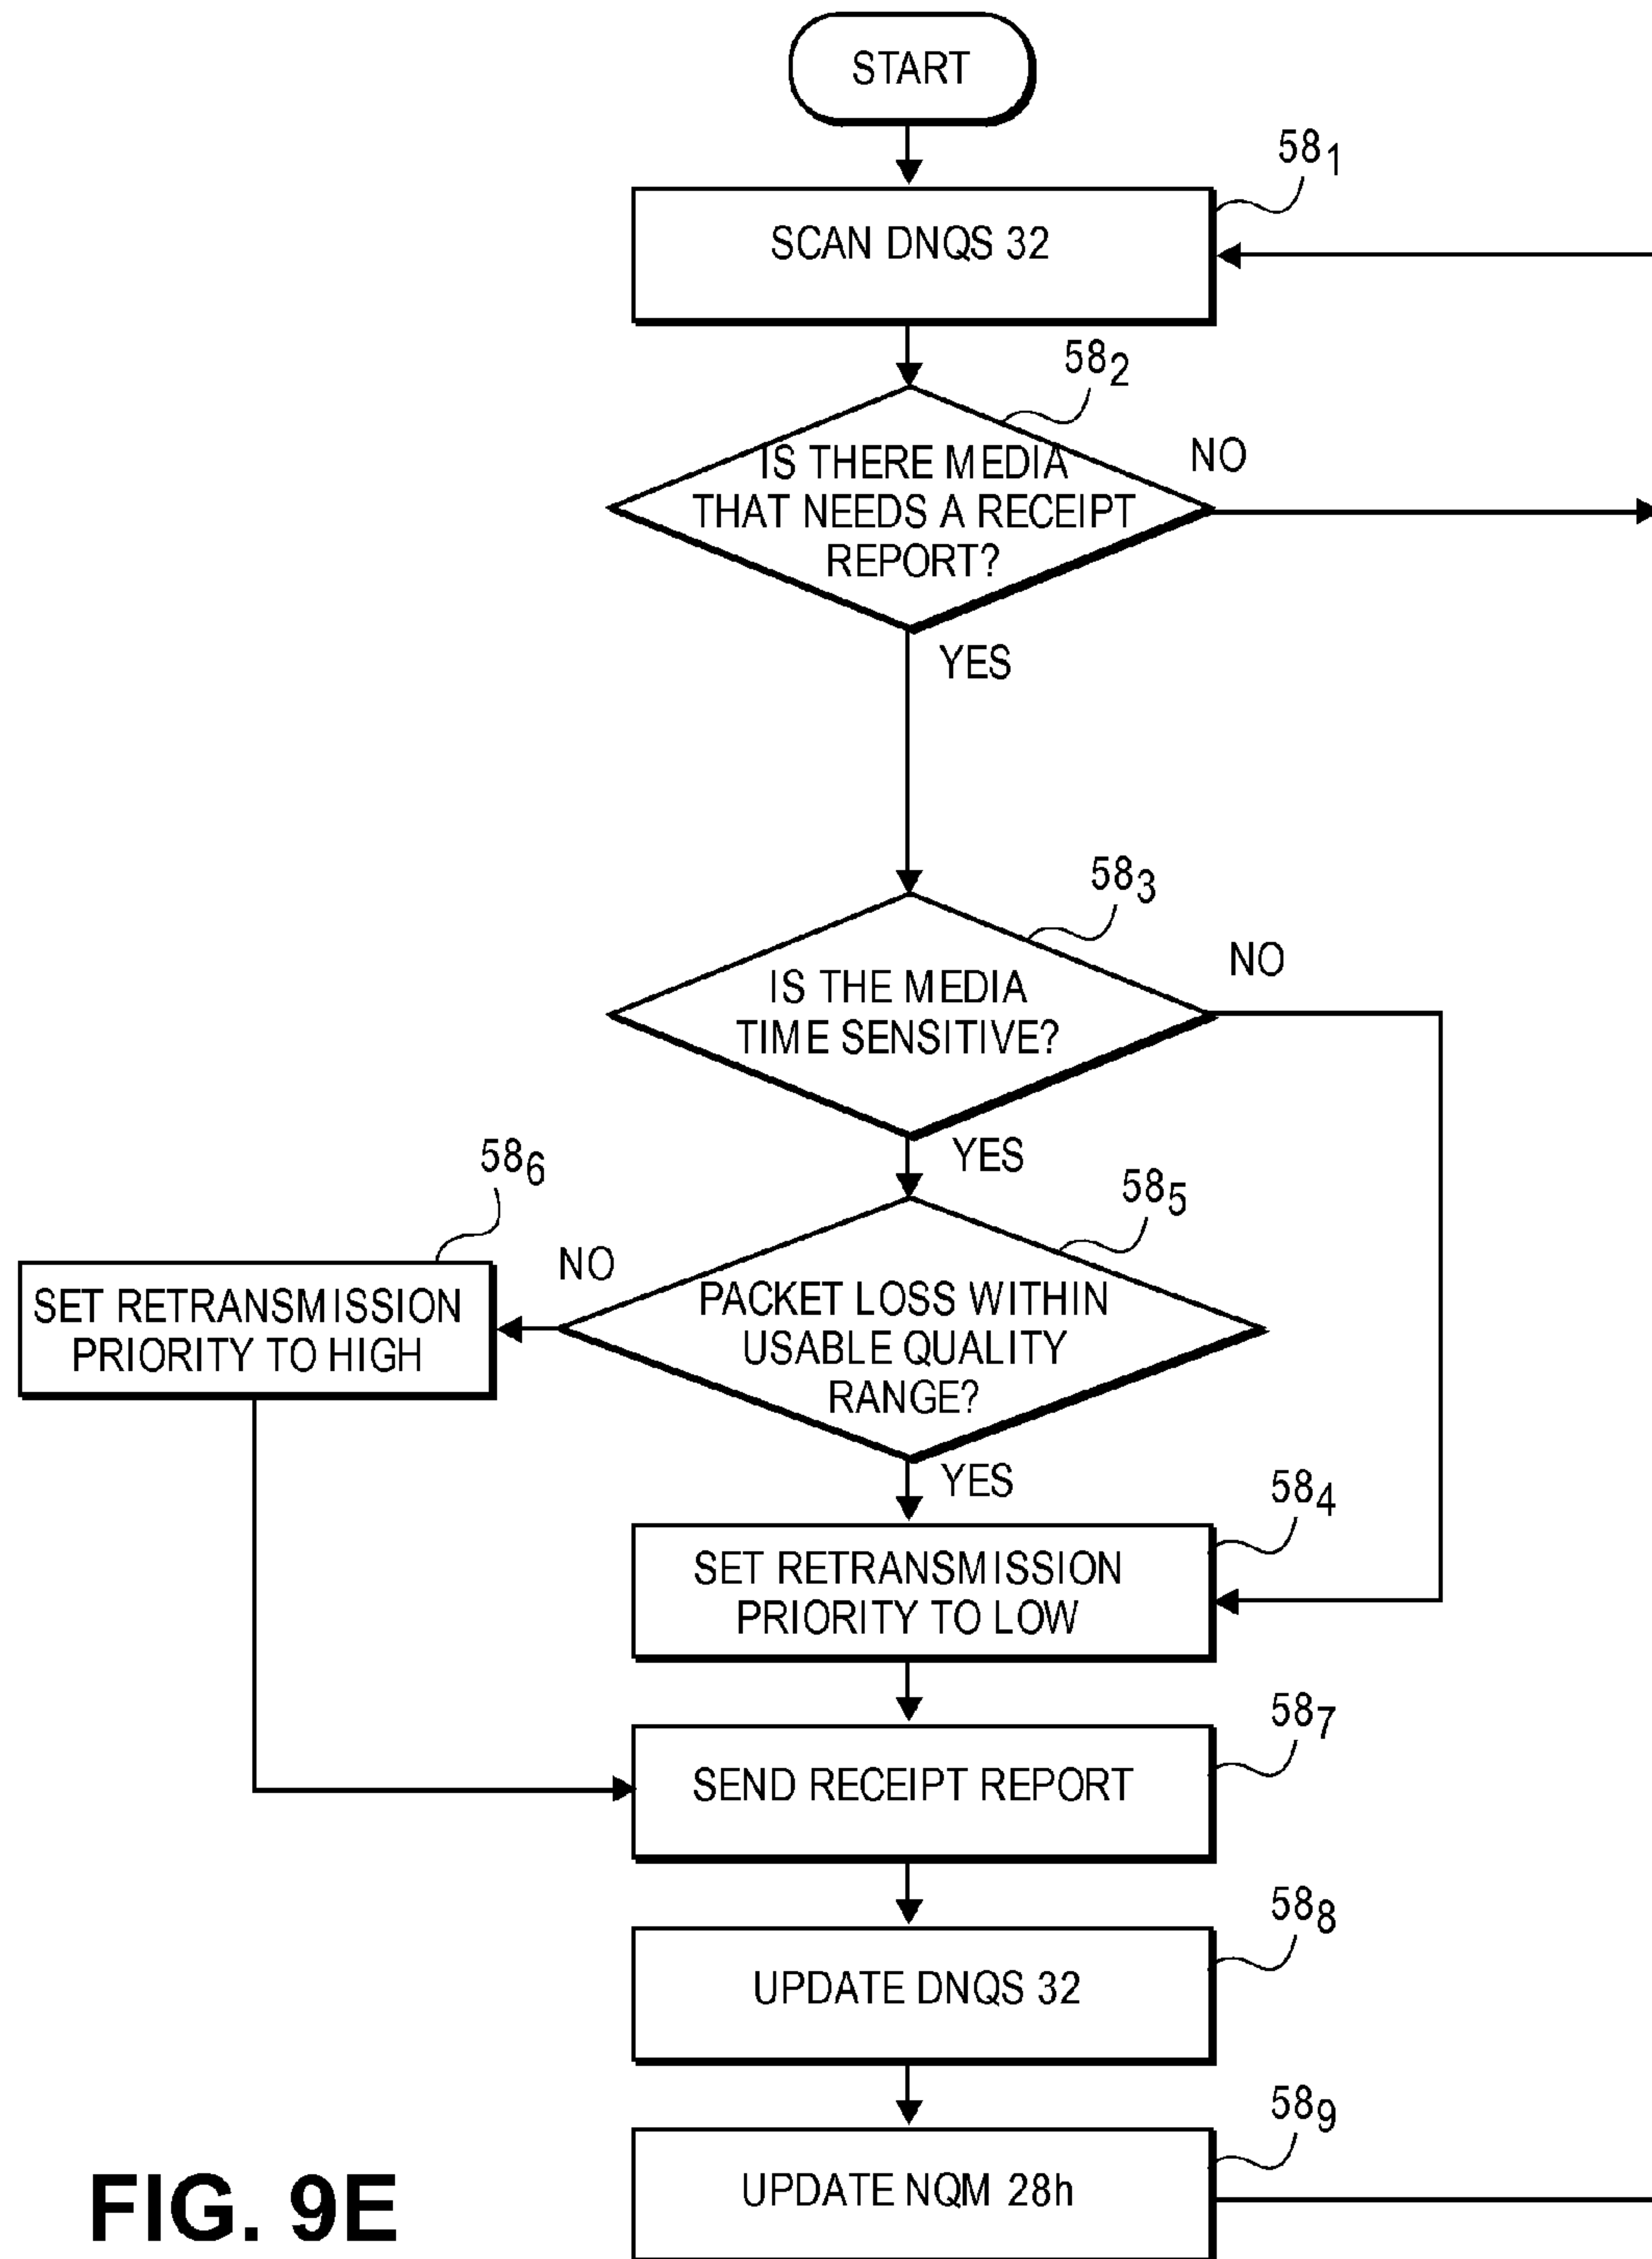 START
58₁
SCAN DNQS 32
58₂
IS THERE MEDIA
THAT NEEDS A RECEIPT
REPORT?
NO
YES
58₃
IS THE MEDIA
TIME SENSITIVE?
NO
YES
58₆
SET RETRANSMISSION
PRIORITY TO HIGH
NO
58₅
PACKET LOSS WITHIN
USABLE QUALITY
RANGE?
YES
58₄
SET RETRANSMISSION
PRIORITY TO LOW
58₇
SEND RECEIPT REPORT
58₈
UPDATE DNQS 32
58₉
UPDATE NQM 28h
FIG. 9E